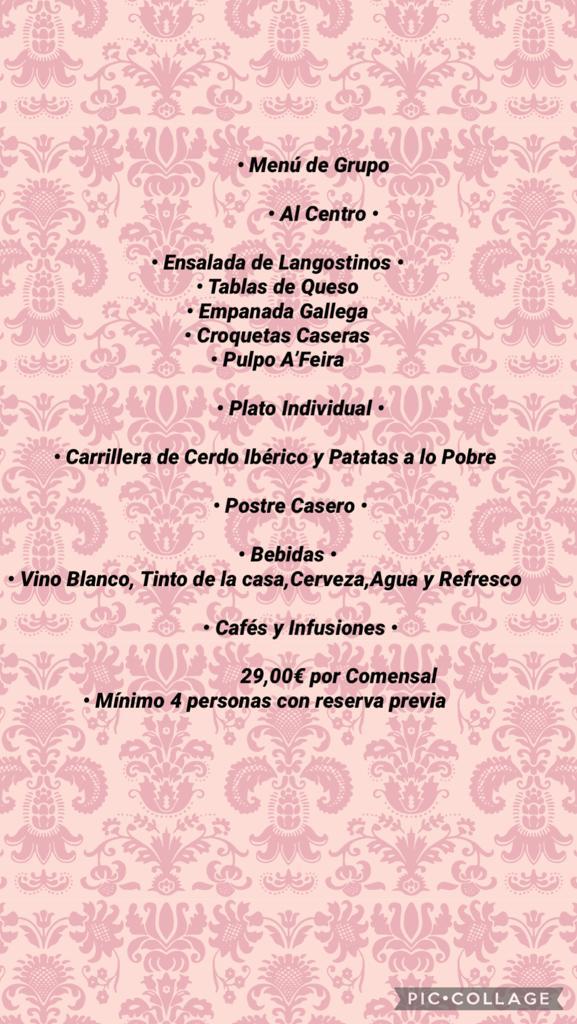 • Menú de Grupo
• Al Centro •
• Ensalada de Langostinos •
• Tablas de Queso
• Empanada Gallega
• Croquetas Caseras
• Pulpo A’Feira
• Plato Individual •
• Carrillera de Cerdo Ibérico y Patatas a lo Pobre
• Postre Casero •
• Bebidas •
• Vino Blanco, Tinto de la casa,Cerveza,Agua y Refresco
• Cafés y Infusiones •
29,00€ por Comensal
• Mínimo 4 personas con reserva previa
PIC•COLLAGE